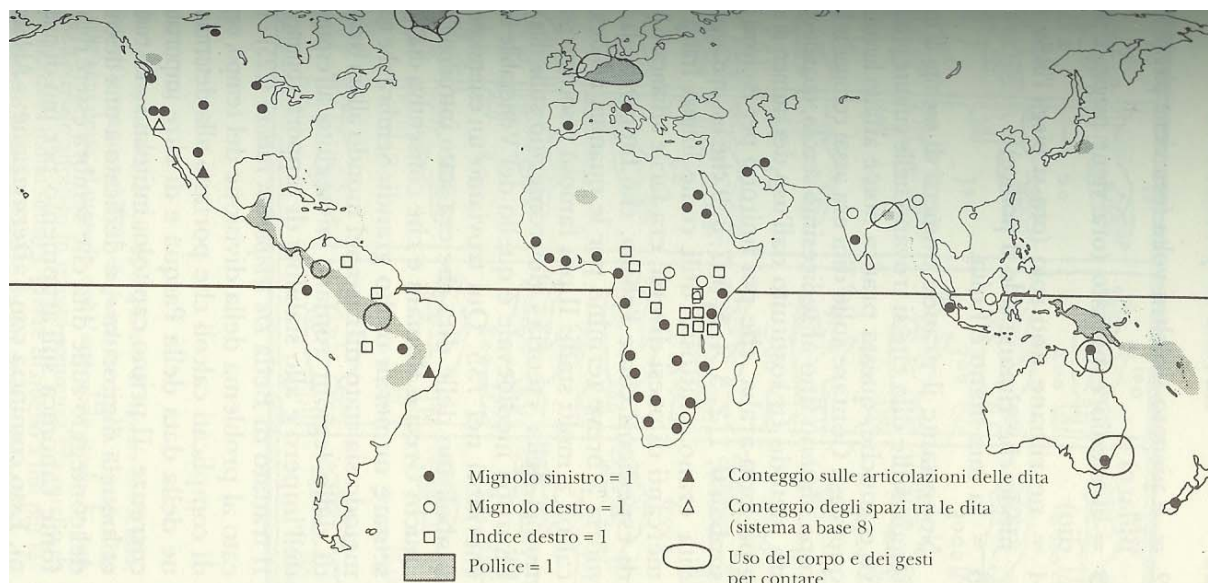 Mignolo sinistro = 1
Mignolo destro = 1
Indice destro = 1
Pollice = 1
Conteggio sulle articolazioni delle dita
Conteggio degli spazi tra le dita
(sistema a base 8)
Uso del corpo e dei gesti
per contare